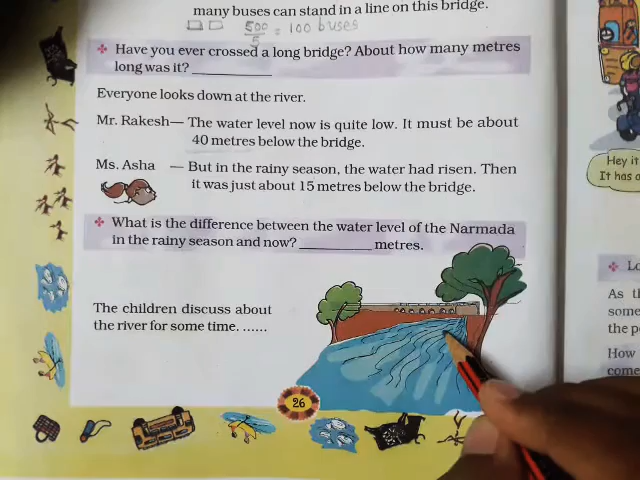 many buses can stand in a line on this bridge.
500/5 = 100 buses
❖ Have you ever crossed a long bridge? About how many metres
long was it? __________
Everyone looks down at the river.
Mr. Rakesh— The water level now is quite low. It must be about
40 metres below the bridge.
Ms. Asha — But in the rainy season, the water had risen. Then
it was just about 15 metres below the bridge.
❖ What is the difference between the water level of the Narmada
in the rainy season and now? __________ metres.
The children discuss about
the river for some time. ......
26
Hey it
It has a
❖ Lo
As th
some
the p
How
come